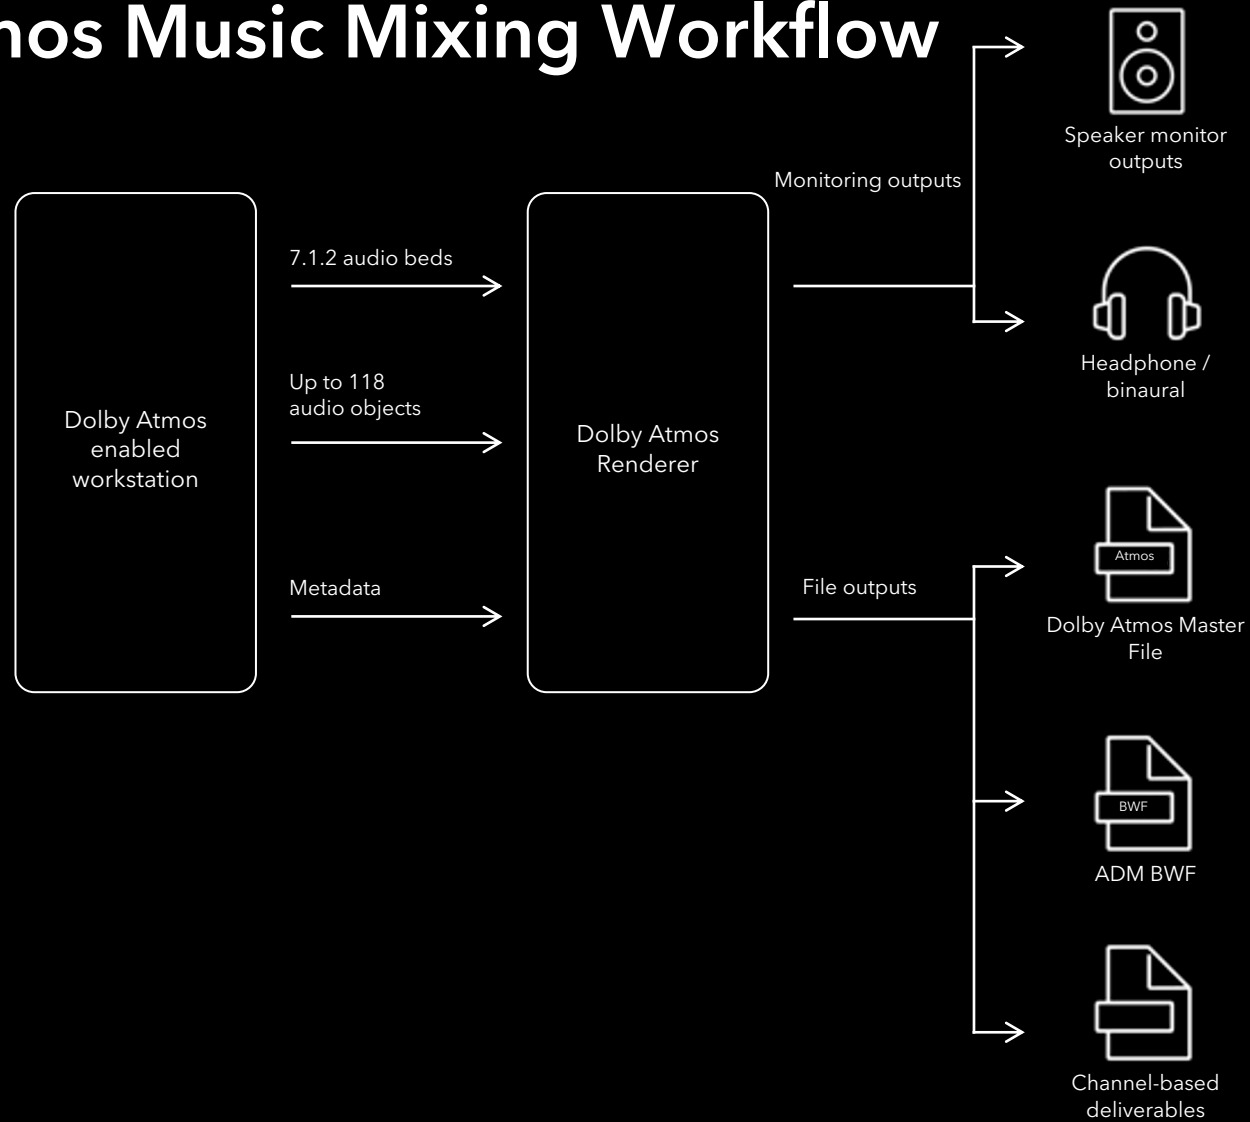 nos Music Mixing Workflow
Speaker monitor
outputs
Monitoring outputs
7.1.2 audio beds
Headphone /
binaural
Up to 118
audio objects
Dolby Atmos
enabled
workstation
Dolby Atmos
Renderer
Metadada
File outputs
Atmos
Dolby Atmos Master
File
BWF
ADM BWF
Channel-based
deliverables